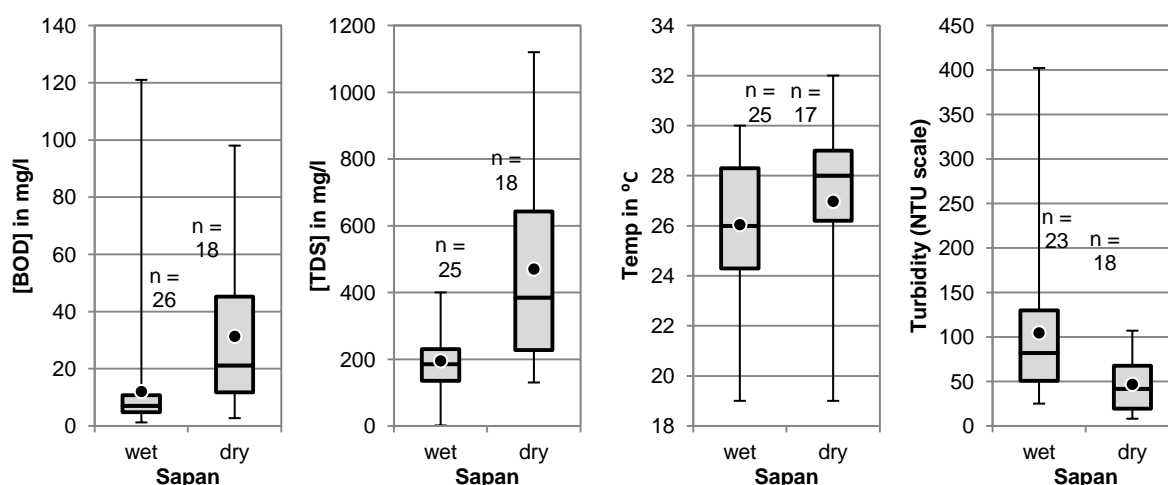 [BOD] in mg/l
140
120
100
80
60
40
20
0
n =
26
n =
18
wet dry
Sapan
[TDS] in mg/l
1200
1000
800
600
400
200
0
n =
25
n =
18
wet dry
Sapan
Temp in ºC
34
32
30
28
26
24
22
20
18
n = n =
25 17
wet dry
Sapan
Turbidity (NTU scale)
450
400
350
300
250
200
150
100
50
0
n =
23
n =
18
wet dry
Sapan